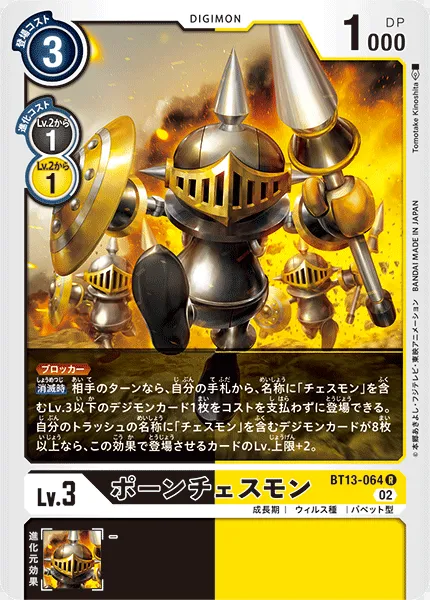 DIGIMON
登場コスト
3
DP
1000
進化コスト
Lv.2から
1
Lv.2から
1
Tomotake Kinoshita
BANDAI MADE IN JAPAN
©本郷あきよし・フジテレビ・東映アニメーション
ブロッカー
消滅時 相手のターンなら、自分の手札から、名称に「チェスモン」を含
むLv.3以下のデジモンカード1枚をコストを支払わずに登場できる。
自分のトラッシュの名称に「チェスモン」を含むデジモンカードが8枚
以上なら、この効果で登場させるカードのLv.上限+2。
BT13-064 R
02
Lv.3
ポーンチェスモン
成長期 | ウィルス種 | パペット型
進化元効果
-